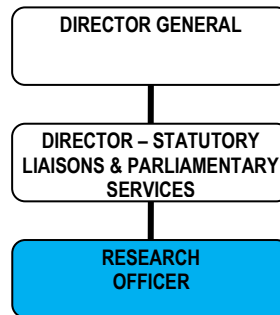 DIRECTOR GENERAL
DIRECTOR – STATUTORY
LIAISONS & PARLIAMENTARY
SERVICES
RESEARCH
OFFICER